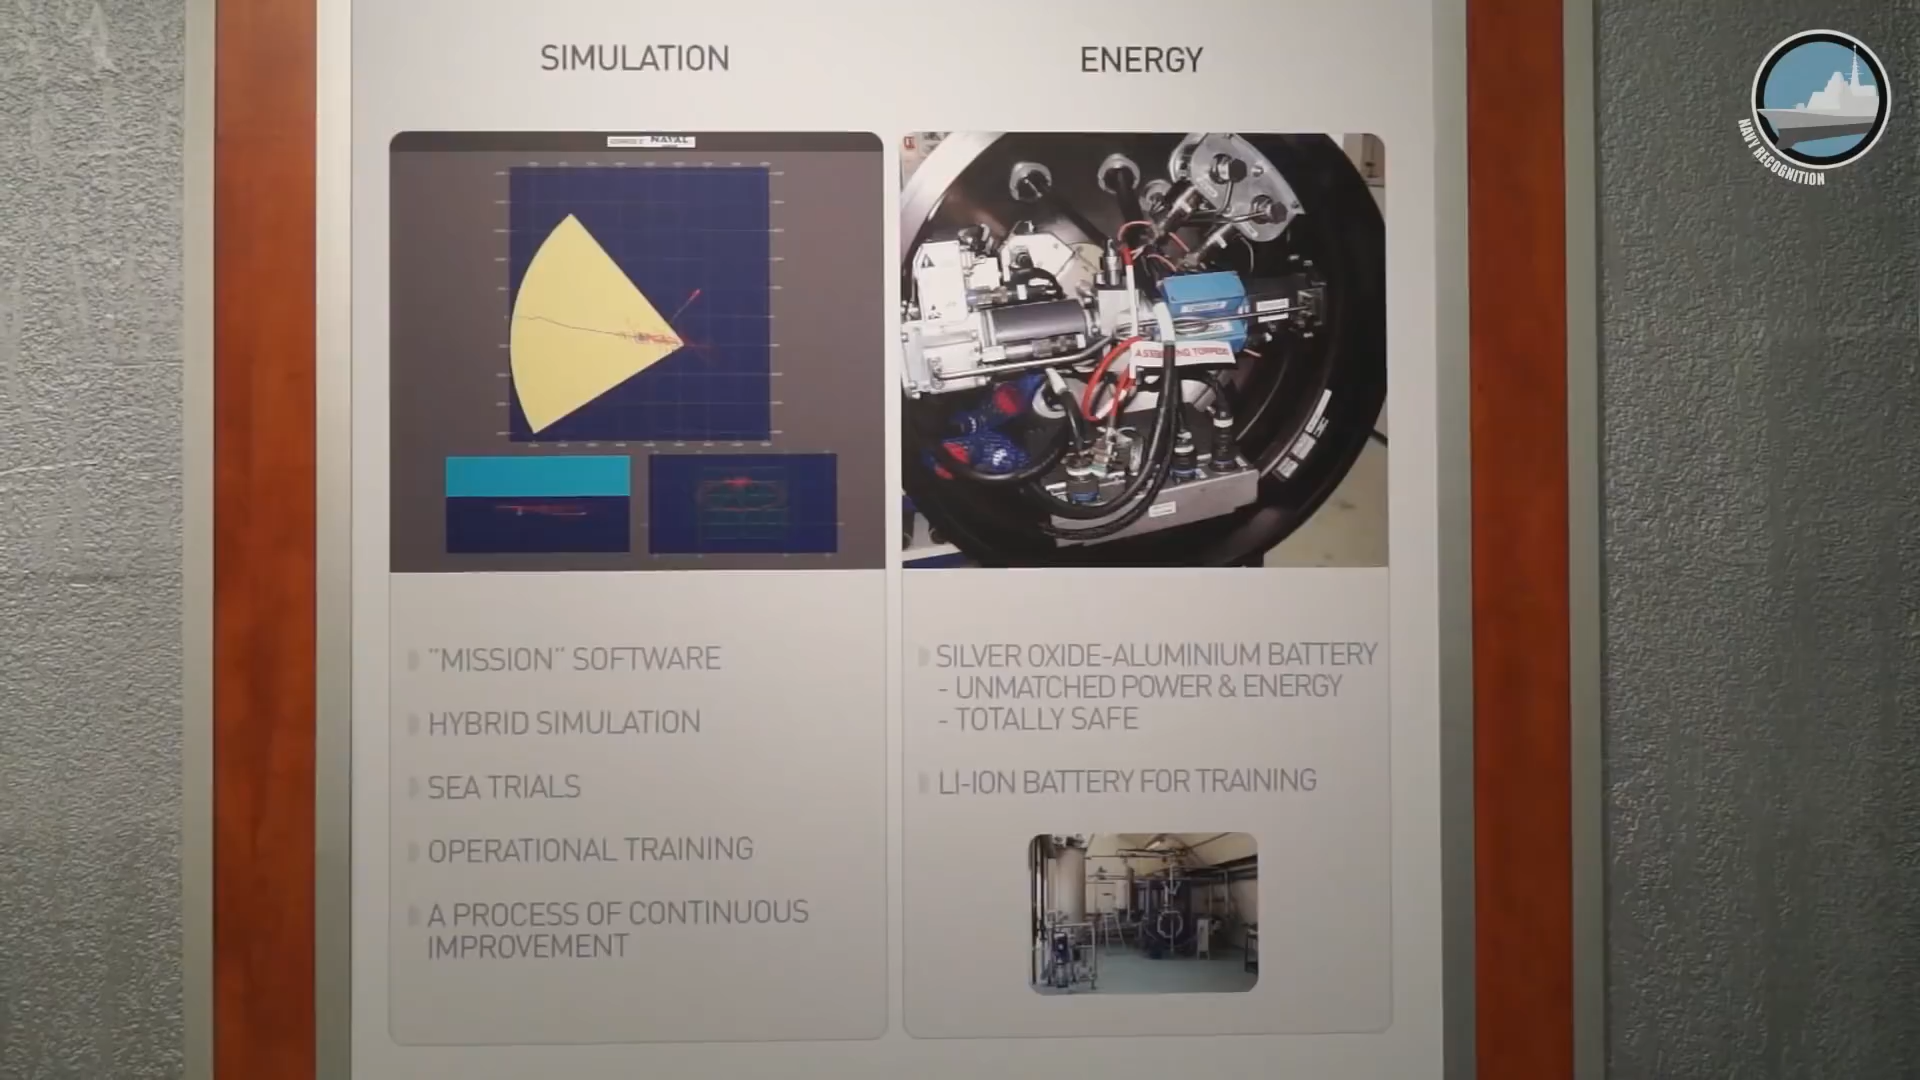 SIMULATION
NAVAL
"MISSION" SOFTWARE
HYBRID SIMULATION
SEA TRIALS
OPERATIONAL TRAINING
A PROCESS OF CONTINUOUS
IMPROVEMENT
ENERGY
SILVER OXIDE-ALUMINIUM BATTERY
- UNMATCHED POWER & ENERGY
- TOTALLY SAFE
LI-ION BATTERY FOR TRAINING
NAVY RECOGNITION